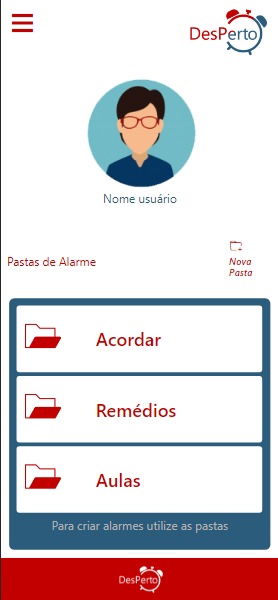 DesPerto
Nome usuário
Pastas de Alarme
Nova
Pasta
Acordar
Remédios
Aulas
Para criar alarmes utilize as pastas
DesPerto